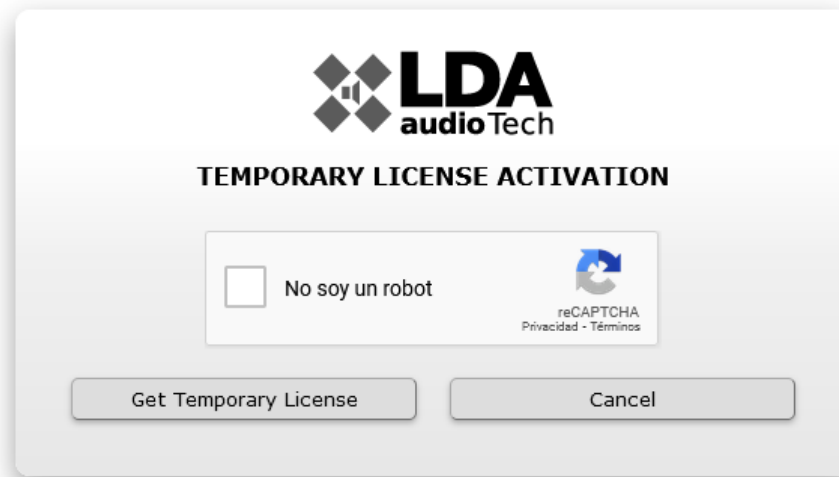 LDA
audioTech
TEMPORARY LICENSE ACTIVATION
No soy un robot
reCAPTCHA
Privacidad - Términos
Get Temporary License
Cancel